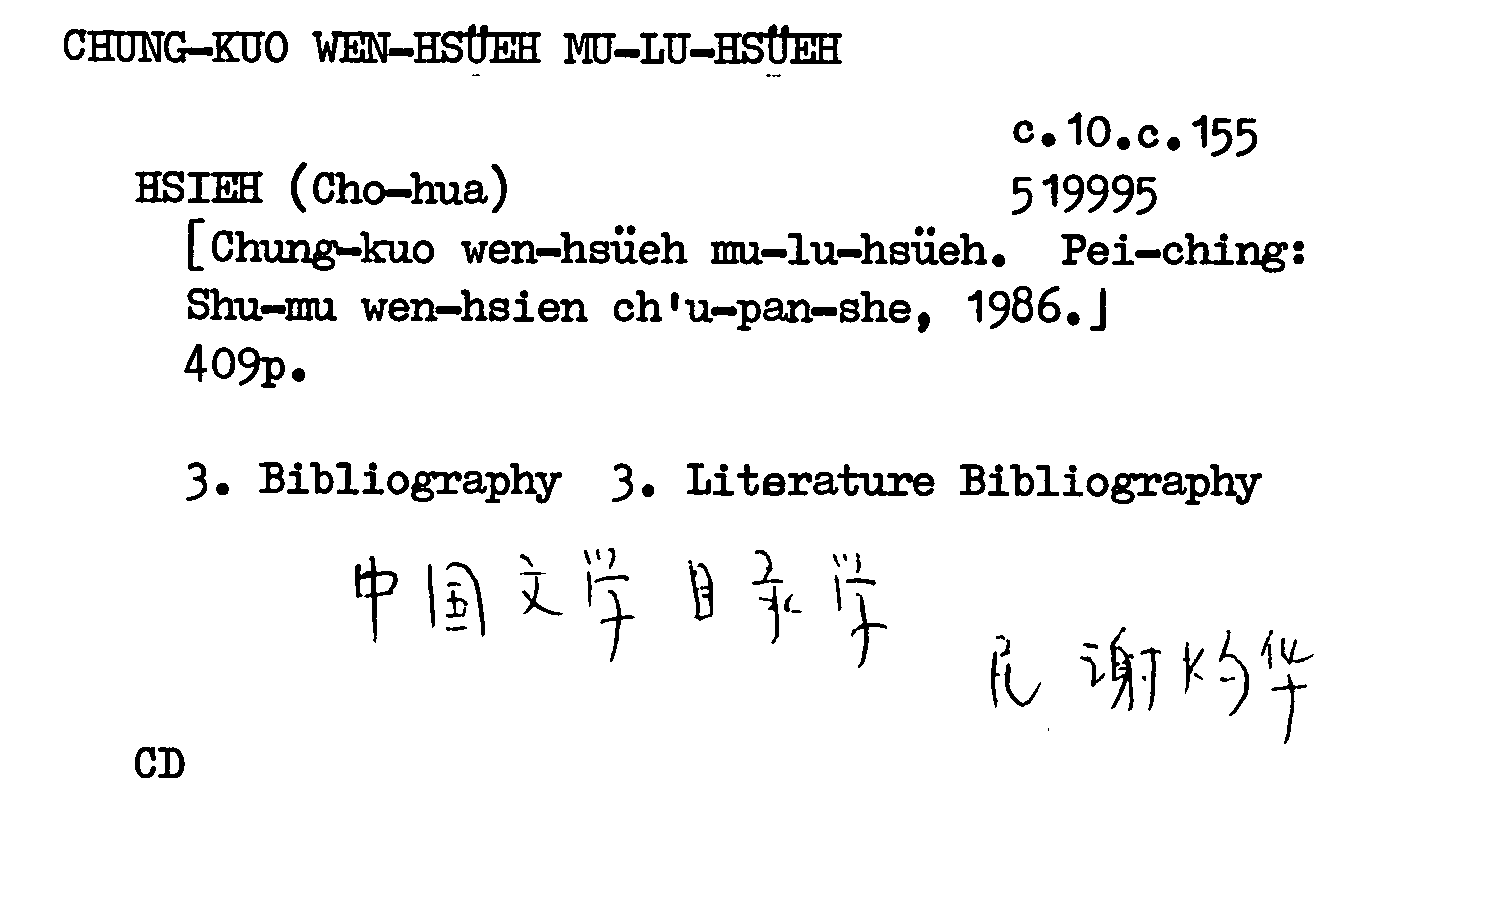 CHUNG-KUO WEN-HSÜEH MU-LU-HSÜEH
c.10.c.155
HSIEH (Cho-hua) 519995
[Chung-kuo wen-hsüeh mu-lu-hsüeh. Pei-ching:
Shu-mu wen-hsien ch'u-pan-she, 1986.]
409p.
3. Bibliography 3. Literature Bibliography
中国文学目录学
谢灼华
CD